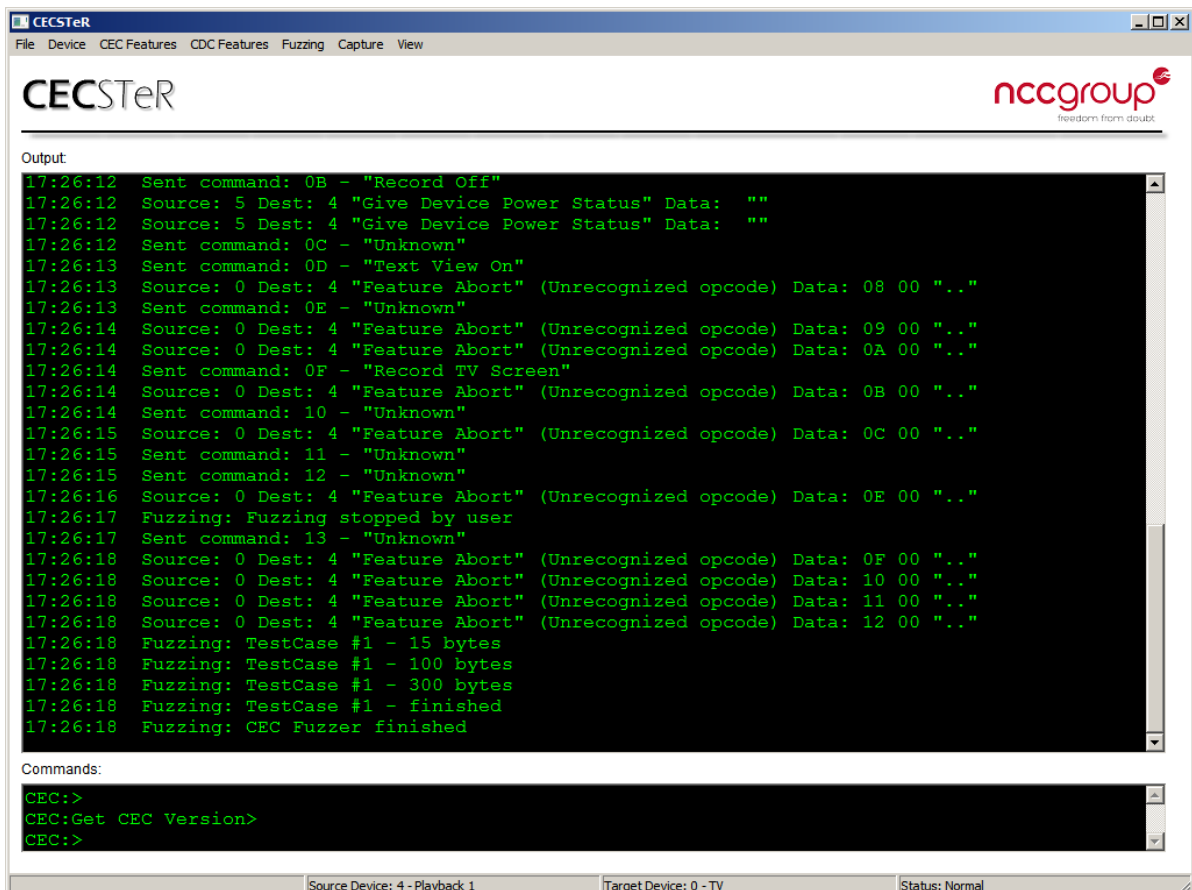 CECSTeR
File Device CEC Features CDC Features Fuzzing Capture View
CECSTeR
nccgroup
freedom from doubt
Output:
17:26:12 Sent command: 0B - "Record Off"
17:26:12 Source: 5 Dest: 4 "Give Device Power Status" Data: ""
17:26:12 Source: 5 Dest: 4 "Give Device Power Status" Data: ""
17:26:12 Sent command: 0C - "Unknown"
17:26:13 Sent command: 0D - "Text View On"
17:26:13 Source: 0 Dest: 4 "Feature Abort" (Unrecognized opcode) Data: 08 00 ".."
17:26:13 Sent command: 0E - "Unknown"
17:26:14 Source: 0 Dest: 4 "Feature Abort" (Unrecognized opcode) Data: 09 00 ".."
17:26:14 Source: 0 Dest: 4 "Feature Abort" (Unrecognized opcode) Data: 0A 00 ".."
17:26:14 Sent command: 0F - "Record TV Screen"
17:26:14 Source: 0 Dest: 4 "Feature Abort" (Unrecognized opcode) Data: 0B 00 ".."
17:26:14 Sent command: 10 - "Unknown"
17:26:15 Source: 0 Dest: 4 "Feature Abort" (Unrecognized opcode) Data: 0C 00 ".."
17:26:15 Sent command: 11 - "Unknown"
17:26:15 Sent command: 12 - "Unknown"
17:26:16 Source: 0 Dest: 4 "Feature Abort" (Unrecognized opcode) Data: 0E 00 ".."
17:26:17 Fuzzing: Fuzzing stopped by user
17:26:17 Sent command: 13 - "Unknown"
17:26:18 Source: 0 Dest: 4 "Feature Abort" (Unrecognized opcode) Data: 0F 00 ".."
17:26:18 Source: 0 Dest: 4 "Feature Abort" (Unrecognized opcode) Data: 10 00 ".."
17:26:18 Source: 0 Dest: 4 "Feature Abort" (Unrecognized opcode) Data: 11 00 ".."
17:26:18 Source: 0 Dest: 4 "Feature Abort" (Unrecognized opcode) Data: 12 00 ".."
17:26:18 Fuzzing: TestCase #1 - 15 bytes
17:26:18 Fuzzing: TestCase #1 - 100 bytes
17:26:18 Fuzzing: TestCase #1 - 300 bytes
17:26:18 Fuzzing: TestCase #1 - finished
17:26:18 Fuzzing: CEC Fuzzer finished
Commands:
CEC:>
CEC:Get CEC Version>
CEC:>
Source Device: 4 - Playback 1 Target Device: 0 - TV Status: Normal